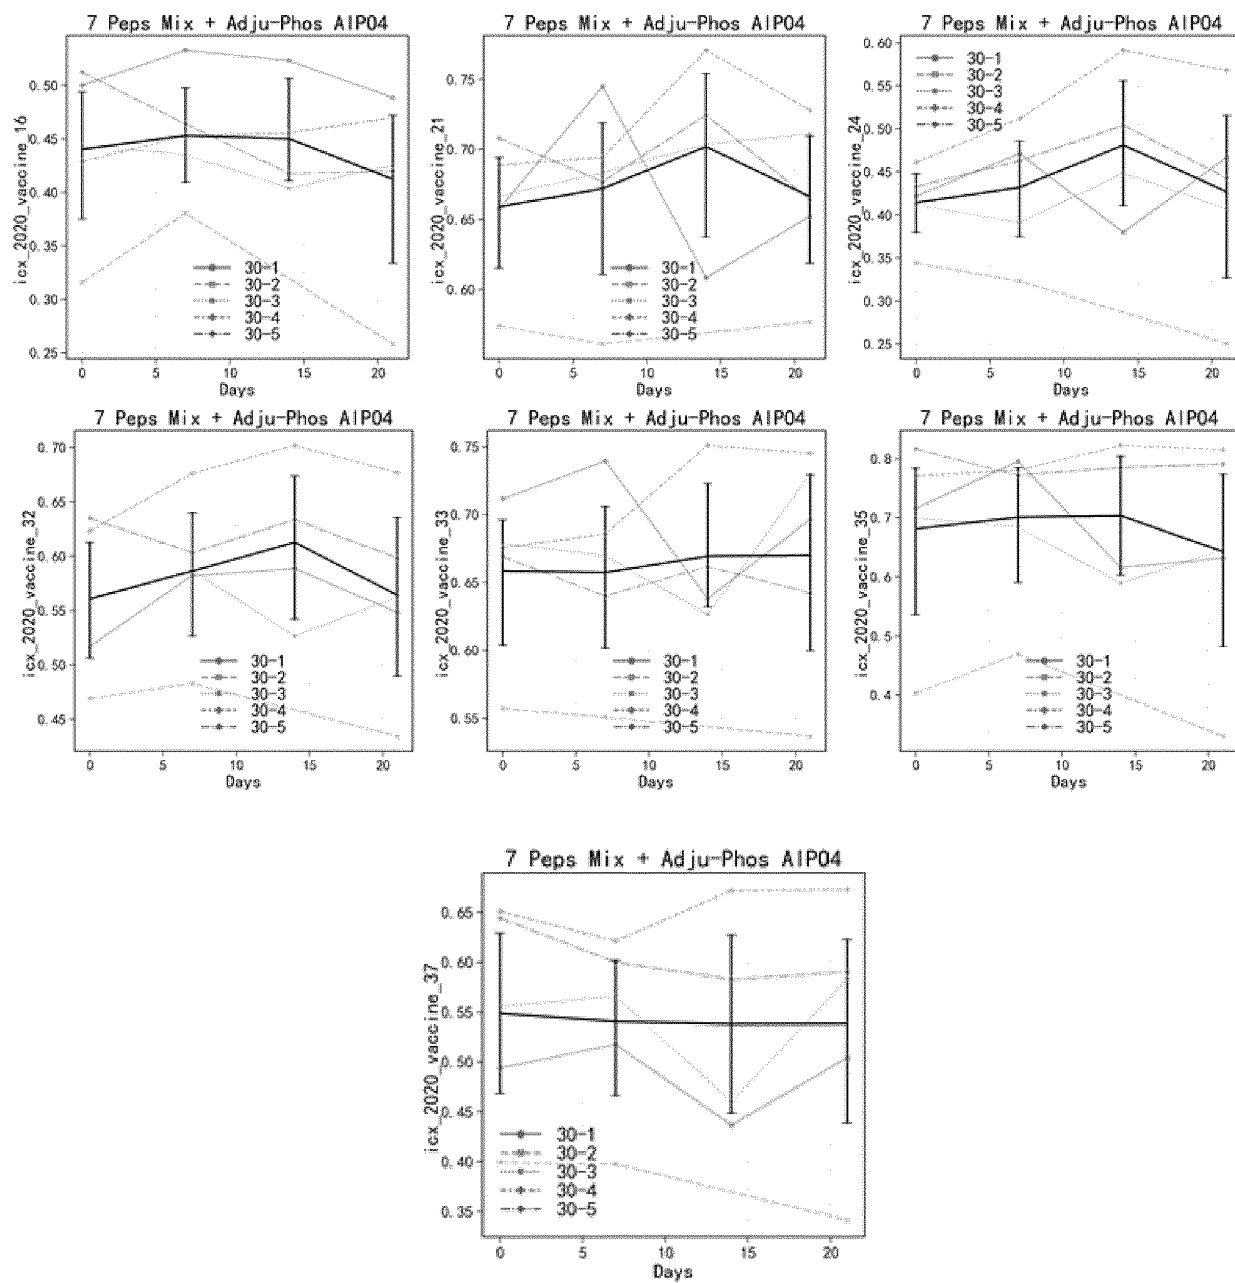 7 Peps Mix + Adju-Phos AlPO4
icx_2020_vaccine_16
0.50
0.45
0.40
0.35
0.30
0.25
30-1
30-2
30-3
30-4
30-5
0 5 10 15 20
Days
7 Peps Mix + Adju-Phos AlPO4
icx_2020_vaccine_21
0.75
0.70
0.65
0.60
30-1
30-2
30-3
30-4
30-5
0 5 10 15 20
Days
7 Peps Mix + Adju-Phos AlPO4
icx_2020_vaccine_24
0.60
0.55
0.50
0.45
0.40
0.35
0.30
0.25
30-1
30-2
30-3
30-4
30-5
0 5 10 15 20
Days
7 Peps Mix + Adju-Phos AlPO4
icx_2020_vaccine_32
0.70
0.65
0.60
0.55
0.50
0.45
30-1
30-2
30-3
30-4
30-5
0 5 10 15 20
Days
7 Peps Mix + Adju-Phos AlPO4
icx_2020_vaccine_33
0.75
0.70
0.65
0.60
0.55
30-1
30-2
30-3
30-4
30-5
0 5 10 15 20
Days
7 Peps Mix + Adju-Phos AlPO4
icx_2020_vaccine_35
0.8
0.7
0.6
0.5
0.4
30-1
30-2
30-3
30-4
30-5
0 5 10 15 20
Days
7 Peps Mix + Adju-Phos AlPO4
icx_2020_vaccine_37
0.65
0.60
0.55
0.50
0.45
0.40
0.35
30-1
30-2
30-3
30-4
30-5
0 5 10 15 20
Days